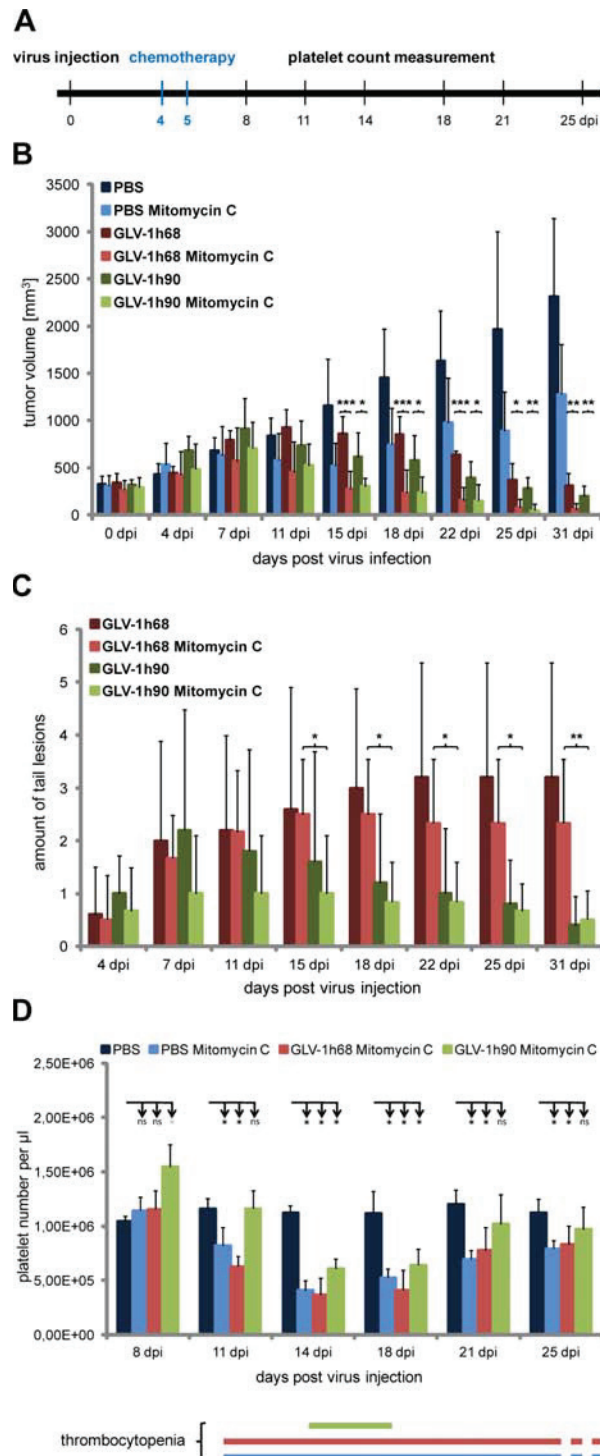 A
virus injection chemotherapy platelet count measurement
0 4 5 8 11 14 18 21 25 dpi
B
3500
3000
2500
2000
1500
1000
500
0
tumor volume [mm³]
PBS
PBS Mitomycin C
GLV-1h68
GLV-1h68 Mitomycin C
GLV-1h90
GLV-1h90 Mitomycin C
*** * *** * *** * * ** ** **
0 dpi 4 dpi 7 dpi 11 dpi 15 dpi 18 dpi 22 dpi 25 dpi 31 dpi
days post virus infection
C
6
5
4
3
2
1
0
amount of tail lesions
GLV-1h68
GLV-1h68 Mitomycin C
GLV-1h90
GLV-1h90 Mitomycin C
* * * * **
4 dpi 7 dpi 11 dpi 15 dpi 18 dpi 22 dpi 25 dpi 31 dpi
days post virus injection
D
PBS PBS Mitomycin C GLV-1h68 Mitomycin C GLV-1h90 Mitomycin C
2,50E+06
2,00E+06
1,50E+06
1,00E+06
5,00E+05
0,00E+00
platelet number per µl
ns ns * * ns * * * * * * * * ns * * ns
8 dpi 11 dpi 14 dpi 18 dpi 21 dpi 25 dpi
days post virus injection
thrombocytopenia